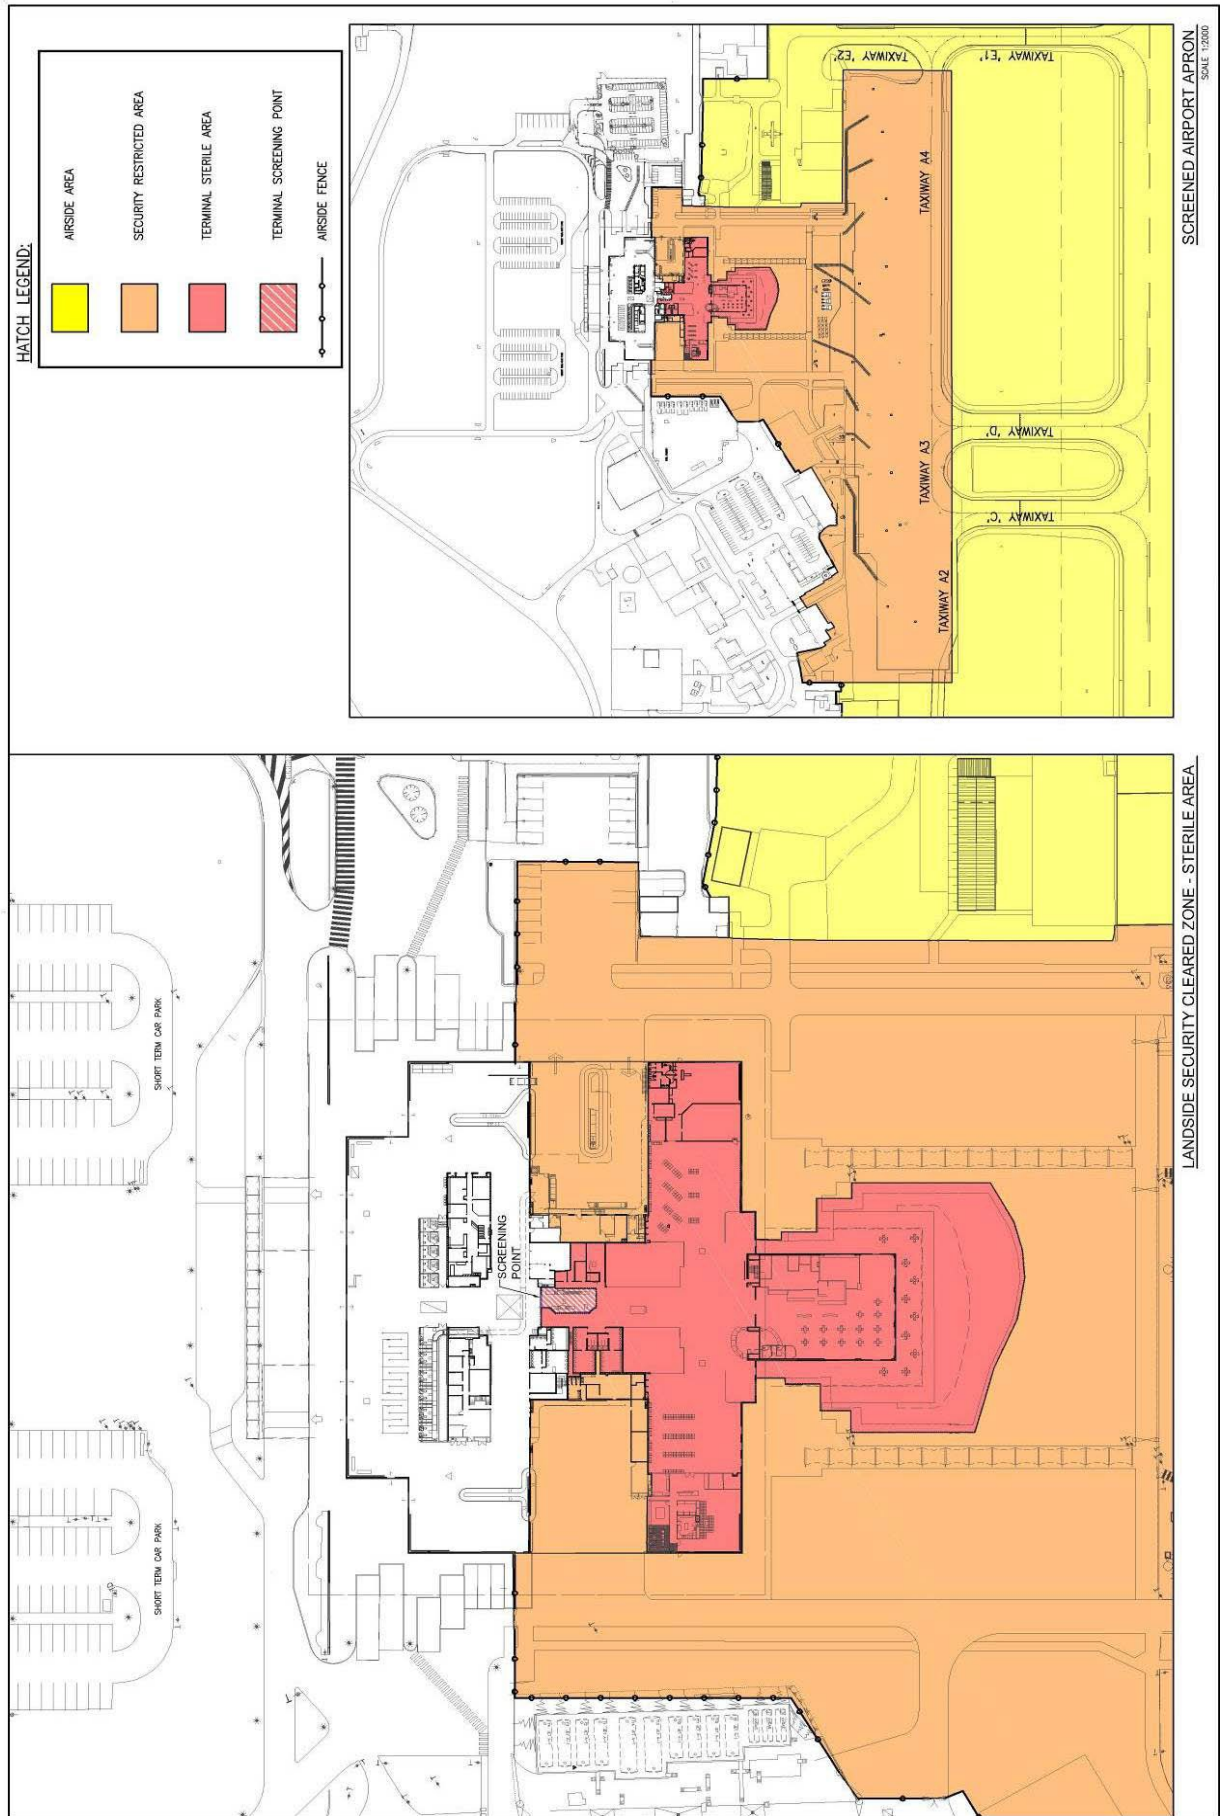 HATCH LEGEND:
AIRSIDE AREA
SECURITY RESTRICTED AREA
TERMINAL STERILE AREA
TERMINAL SCREENING POINT
AIRSIDE FENCE
TAXIWAY 'E2'
TAXIWAY 'E1'
TAXIWAY A4
TAXIWAY A3
TAXIWAY 'D'
TAXIWAY 'C'
TAXIWAY A2
SCREENED AIRPORT APRON
SCALE 1:2000
SHORT TERM CAR PARK
SHORT TERM CAR PARK
SCREENING
POINT
LANDSIDE SECURITY CLEARED ZONE - STERILE AREA